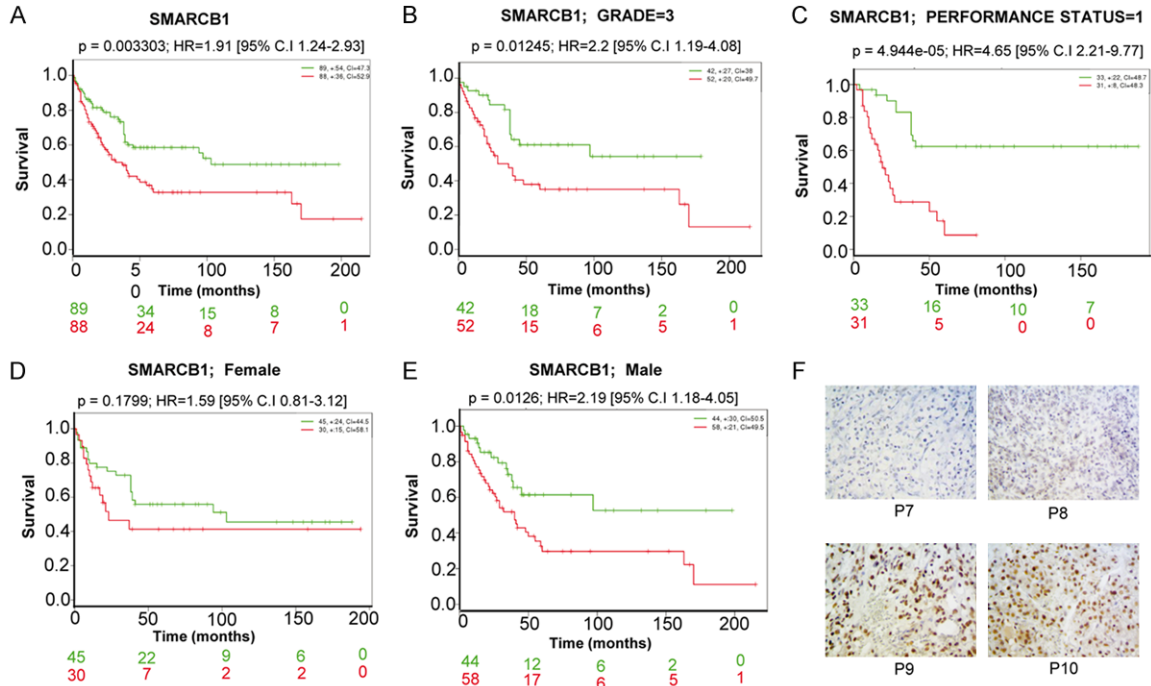 A
SMARCB1
p = 0.003303; HR=1.91 [95% C.I 1.24-2.93]
89, +:54, CI=47.3
88, +:36, CI=52.9
Survival
1.0
0.8
0.6
0.4
0.2
0.0
0 5 100 150 200
0
Time (months)
89 34 15 8 0
88 24 8 7 1
B
SMARCB1; GRADE=3
p = 0.01245; HR=2.2 [95% C.I 1.19-4.08]
42, +:27, CI=38
52, +:20, CI=49.7
Survival
1.0
0.8
0.6
0.4
0.2
0.0
0 50 100 150 200
Time (months)
42 18 7 2 0
52 15 6 5 1
C
SMARCB1; PERFORMANCE STATUS=1
p = 4.944e-05; HR=4.65 [95% C.I 2.21-9.77]
33, +:22, CI=48.7
31, +:8, CI=48.3
Survival
1.0
0.8
0.6
0.4
0.2
0.0
0 50 100 150
Time (months)
33 16 10 7
31 5 0 0
D
SMARCB1; Female
p = 0.1799; HR=1.59 [95% C.I 0.81-3.12]
45, +:24, CI=44.5
30, +:15, CI=58.1
Survival
1.0
0.8
0.6
0.4
0.2
0.0
0 50 100 150 200
Time (months)
45 22 9 6 0
30 7 2 2 0
E
SMARCB1; Male
p = 0.0126; HR=2.19 [95% C.I 1.18-4.05]
44, +:30, CI=50.5
58, +:21, CI=49.5
Survival
1.0
0.8
0.6
0.4
0.2
0.0
0 50 100 150 200
Time (months)
44 12 6 2 0
58 17 6 5 1
F
P7
P8
P9
P10